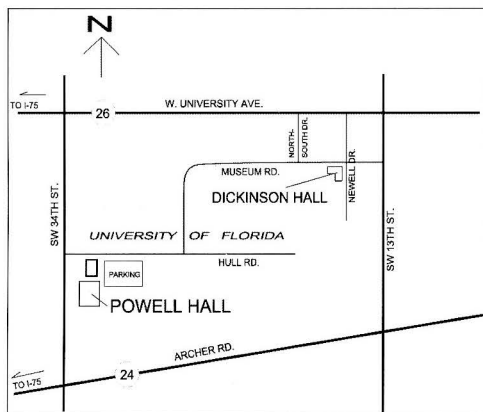 N
TO I-75
26
W. UNIVERSITY AVE.
NORTH-
SOUTH DR.
NEWELL DR.
MUSEUM RD.
DICKINSON HALL
SW 34TH ST.
SW 13TH ST.
UNIVERSITY OF FLORIDA
HULL RD.
PARKING
POWELL HALL
ARCHER RD.
24
TO I-75